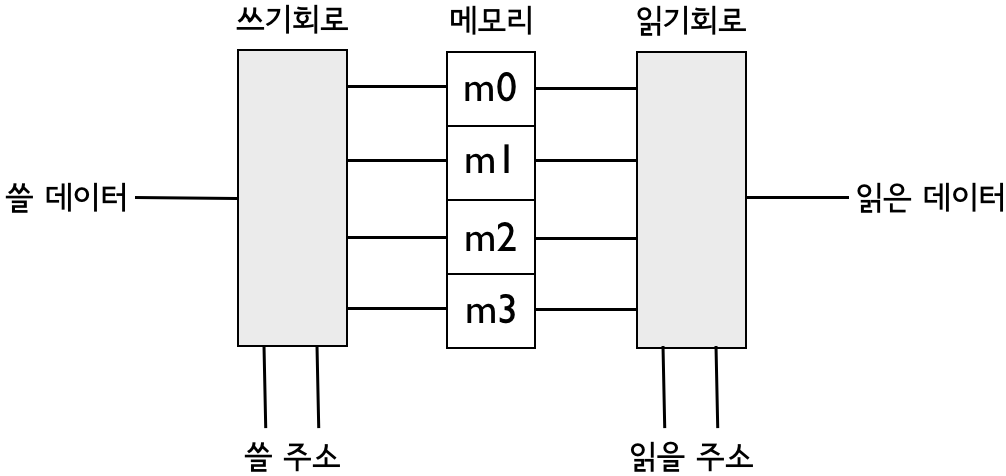 쓰기회로 메모리 읽기회로
m0
m1
쓸 데이터 읽은 데이터
m2
m3
쓸 주소 읽을 주소